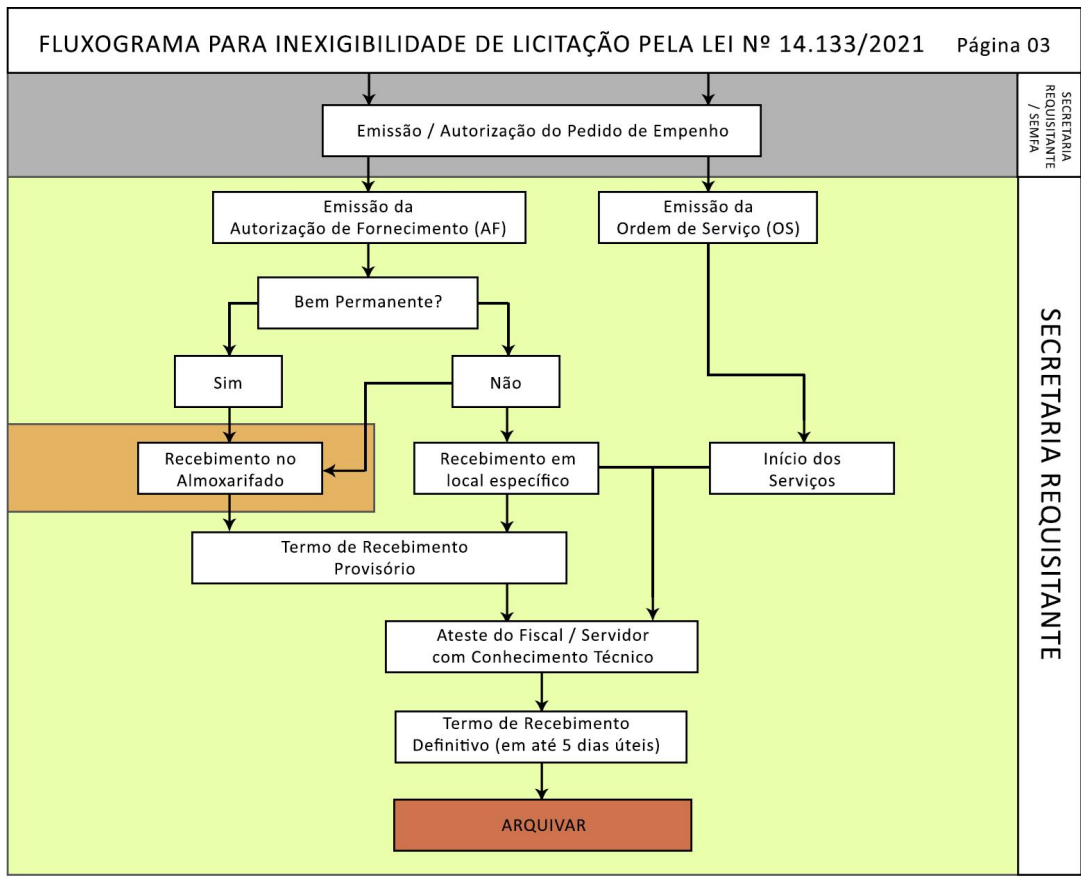 FLUXOGRAMA PARA INEXIGIBILIDADE DE LICITAÇÃO PELA LEI Nº 14.133/2021 Página 03
SECRETARIA
REQUISITANTE
/ SEMFA
Emissão / Autorização do Pedido de Empenho
Emissão da
Autorização de Fornecimento (AF)
Emissão da
Ordem de Serviço (OS)
Bem Permanente?
Sim
Não
Recebimento no
Almoxarifado
Recebimento em
local específico
Início dos
Serviços
Termo de Recebimento
Provisório
Ateste do Fiscal / Servidor
com Conhecimento Técnico
Termo de Recebimento
Definitivo (em até 5 dias úteis)
ARQUIVAR
SECRETARIA REQUISITANTE